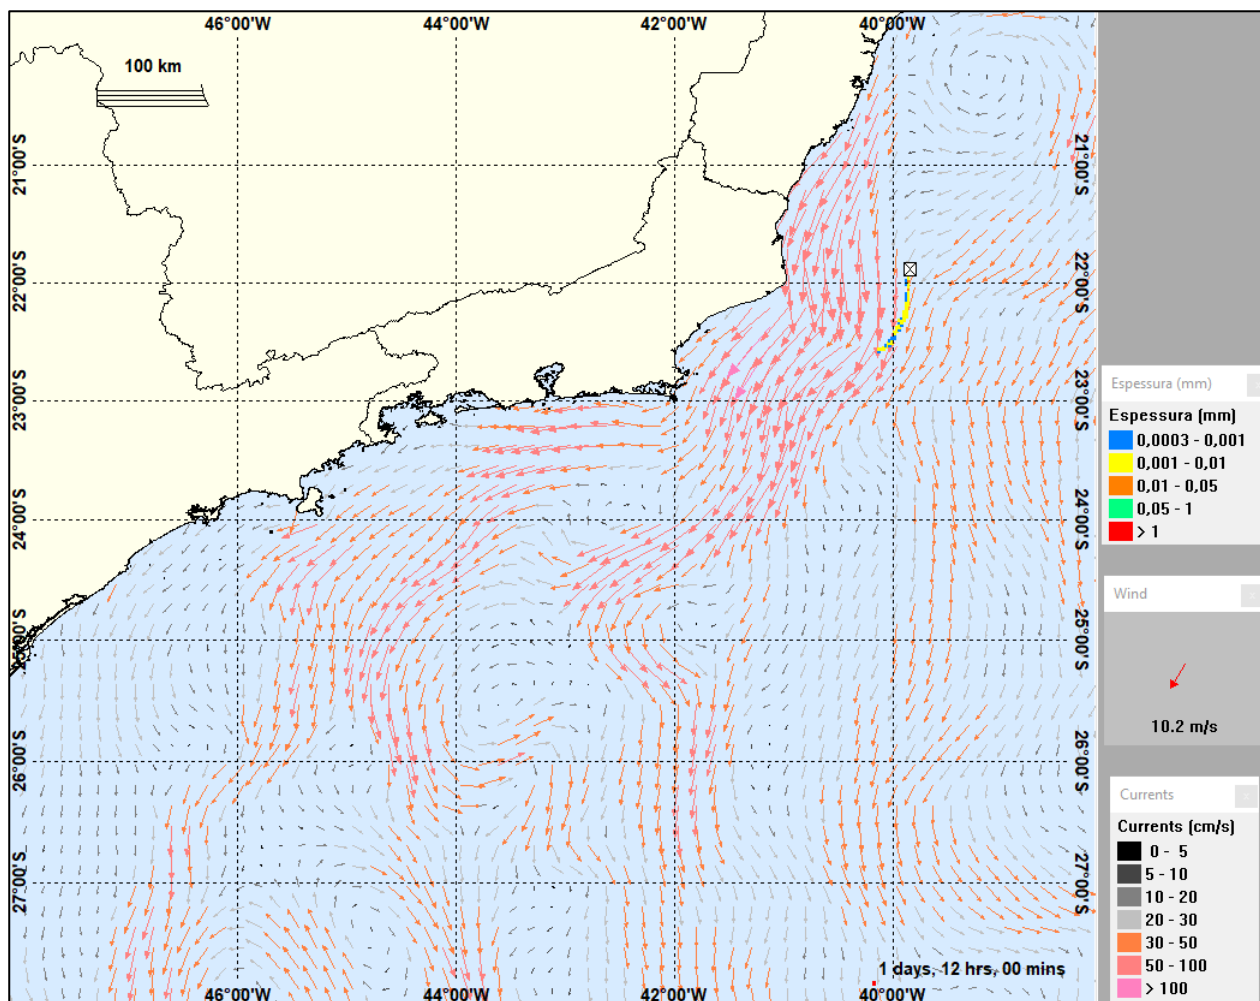 46°00'W 44°00'W 42°00'W 40°00'W
100 km
21°00'S 21°00'S
22°00'S 22°00'S
23°00'S 23°00'S
24°00'S 24°00'S
25°00'S 25°00'S
26°00'S 26°00'S
27°00'S 27°00'S
1 days, 12 hrs, 00 mins
46°00'W 44°00'W 42°00'W 40°00'W
Espessura (mm)
Espessura (mm)
0,0003 - 0,001
0,001 - 0,01
0,01 - 0,05
0,05 - 1
> 1
Wind
10.2 m/s
Currents
Currents (cm/s)
0 - 5
5 - 10
10 - 20
20 - 30
30 - 50
50 - 100
> 100